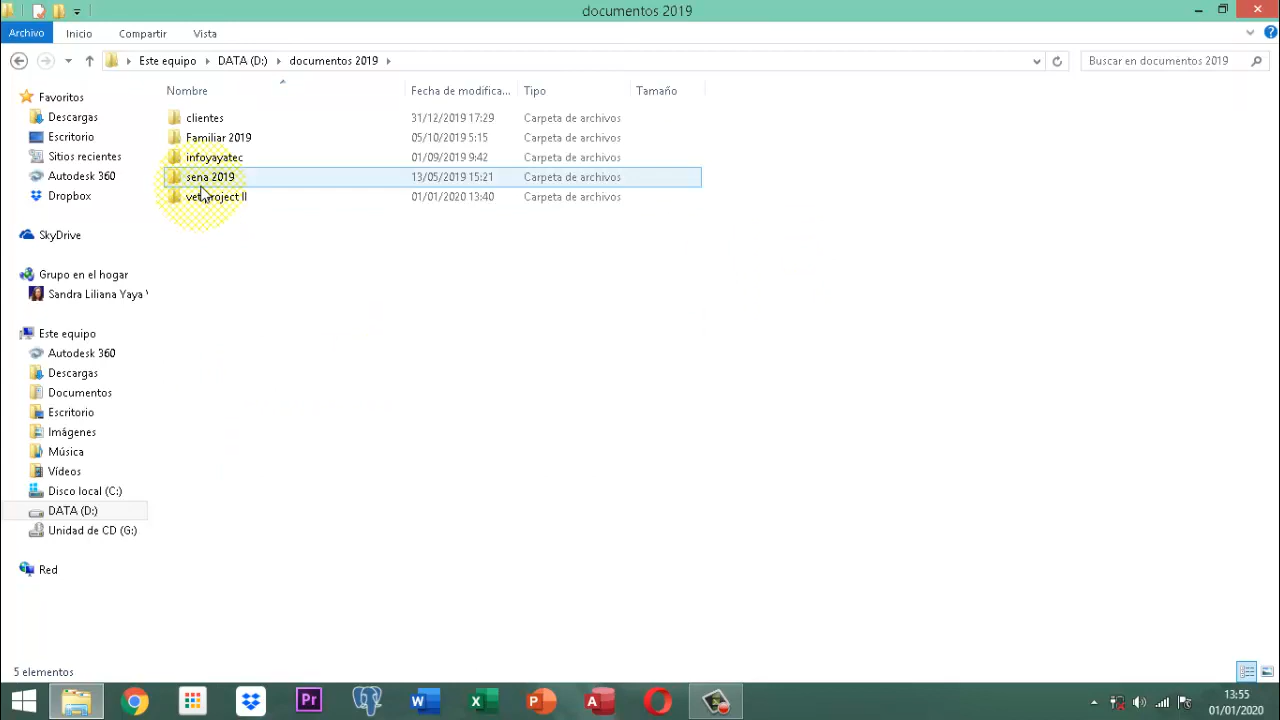 documentos 2019
Archivo Inicio Compartir Vista
Este equipo DATA (D:) documentos 2019
Buscar en documentos 2019
Nombre Fecha de modifica... Tipo Tamaño
clientes 31/12/2019 17:29 Carpeta de archivos
Familiar 2019 05/10/2019 5:15 Carpeta de archivos
infoyayatec 01/09/2019 9:42 Carpeta de archivos
sena 2019 13/05/2019 15:21 Carpeta de archivos
II 01/01/2020 13:40 Carpeta de archivos
Favoritos
Descargas
Escritorio
Sitios recientes
Autodesk 360
Dropbox
SkyDrive
Grupo en el hogar
Sandra Liliana Yaya
Este equipo
Autodesk 360
Descargas
Documentos
Escritorio
Imágenes
Música
Vídeos
Disco local (C:)
DATA (D:)
Unidad de CD (G:)
Red
5 elementos
Pr
13:55
01/01/2020